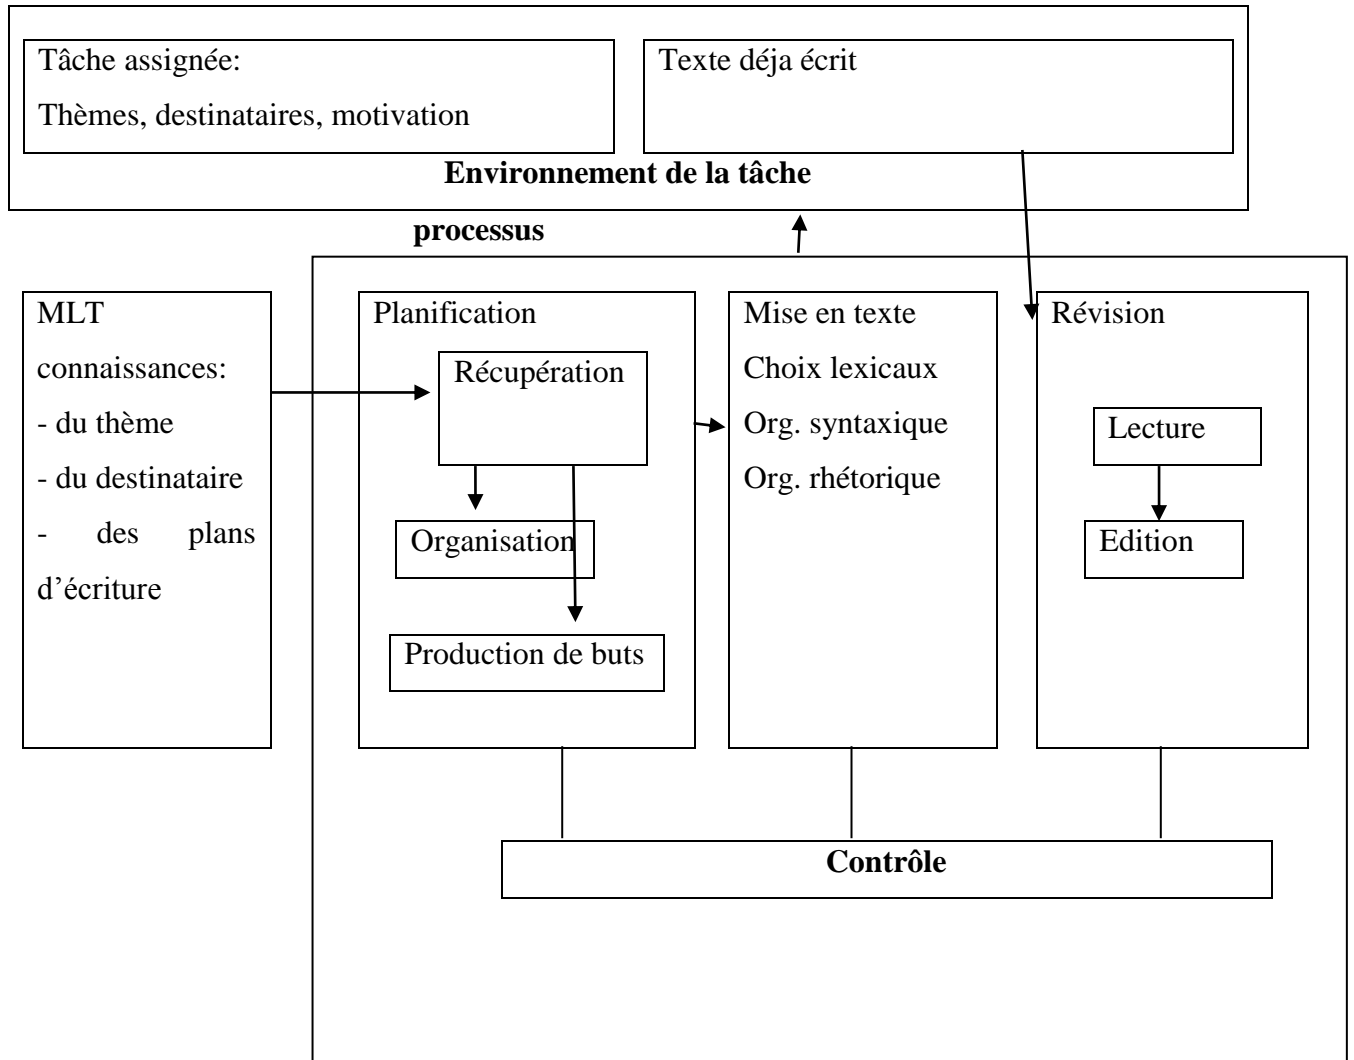 Tâche assignée:
Thèmes, destinataires, motivation
Texte déja écrit
Environnement de la tâche
processus
MLT
connaissances:
- du thème
- du destinataire
- des plans
d’écriture
Planification
Récupération
Organisation
Production de buts
Mise en texte
Choix lexicaux
Org. syntaxique
Org. rhétorique
Révision
Lecture
Edition
Contrôle